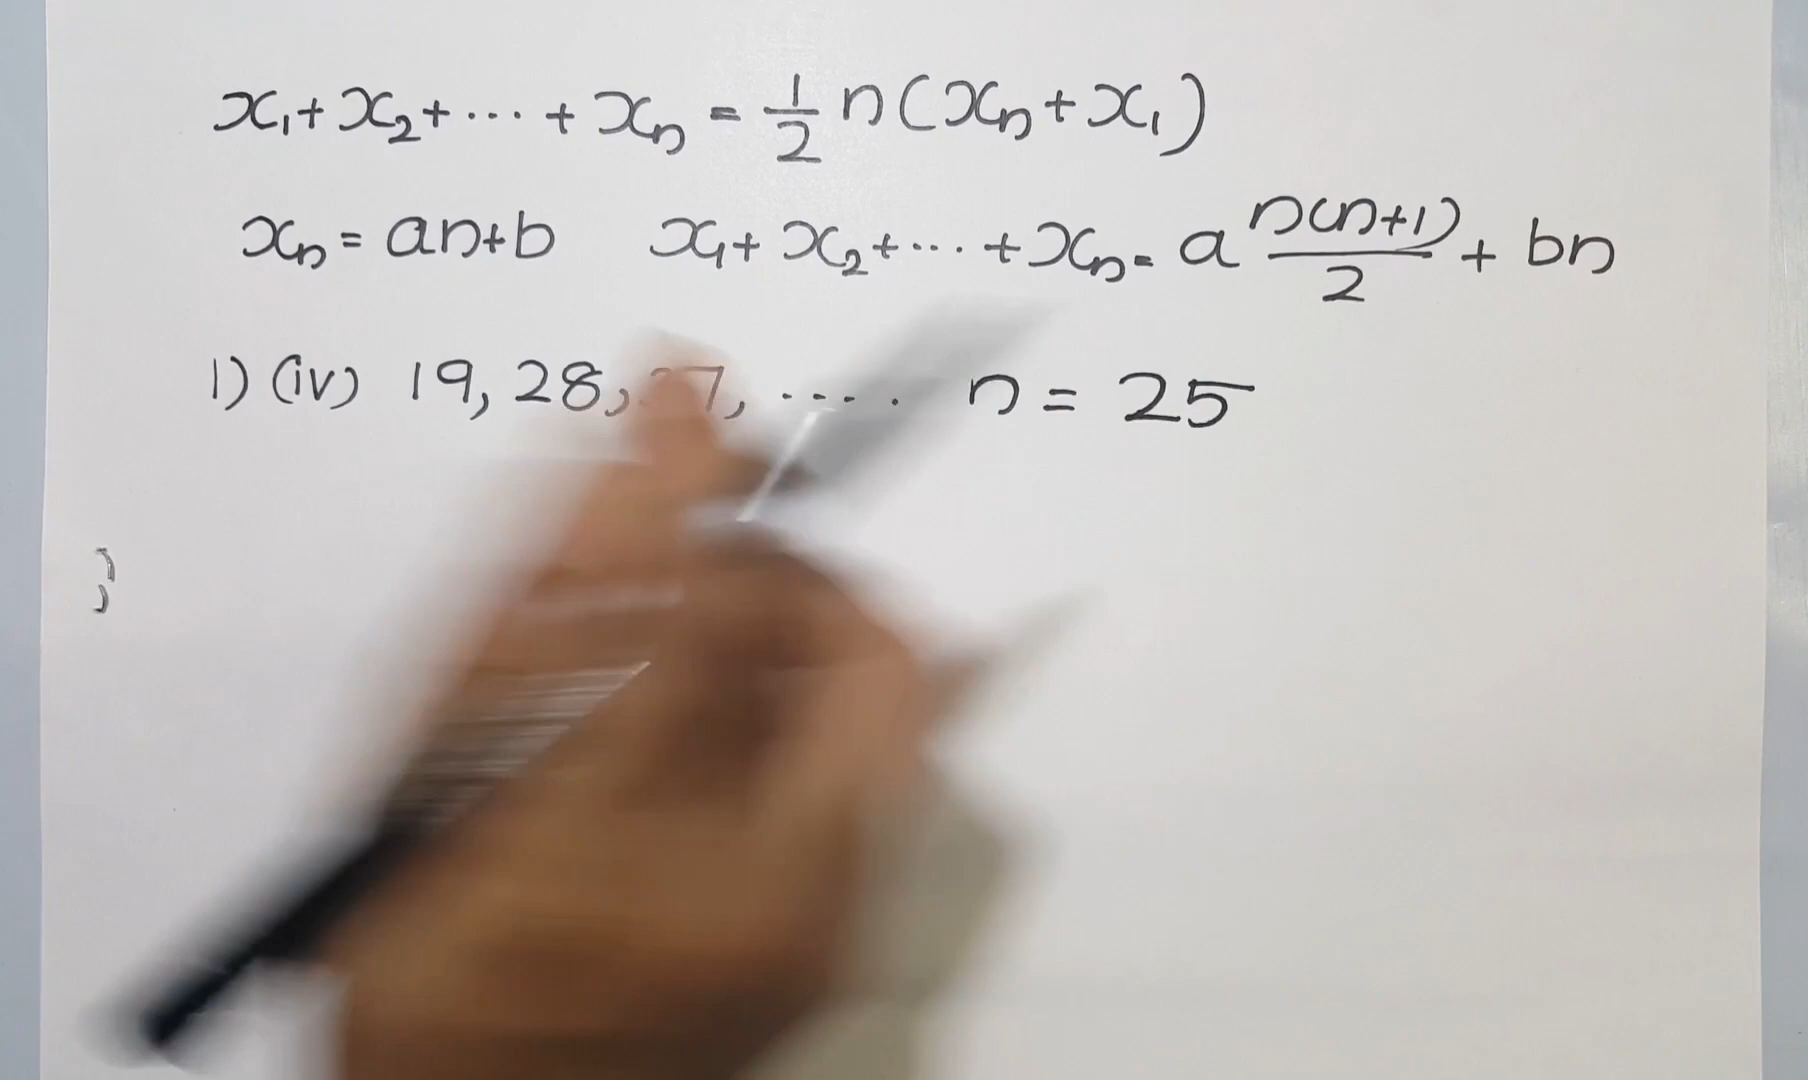 x₁+x₂+···+xₙ = 1/2 n(xₙ+x₁)
xₙ = an+b x₁+x₂+···+xₙ = a n(n+1)/2 + bn
1) (iv) 19, 28, 37, ···· n = 25